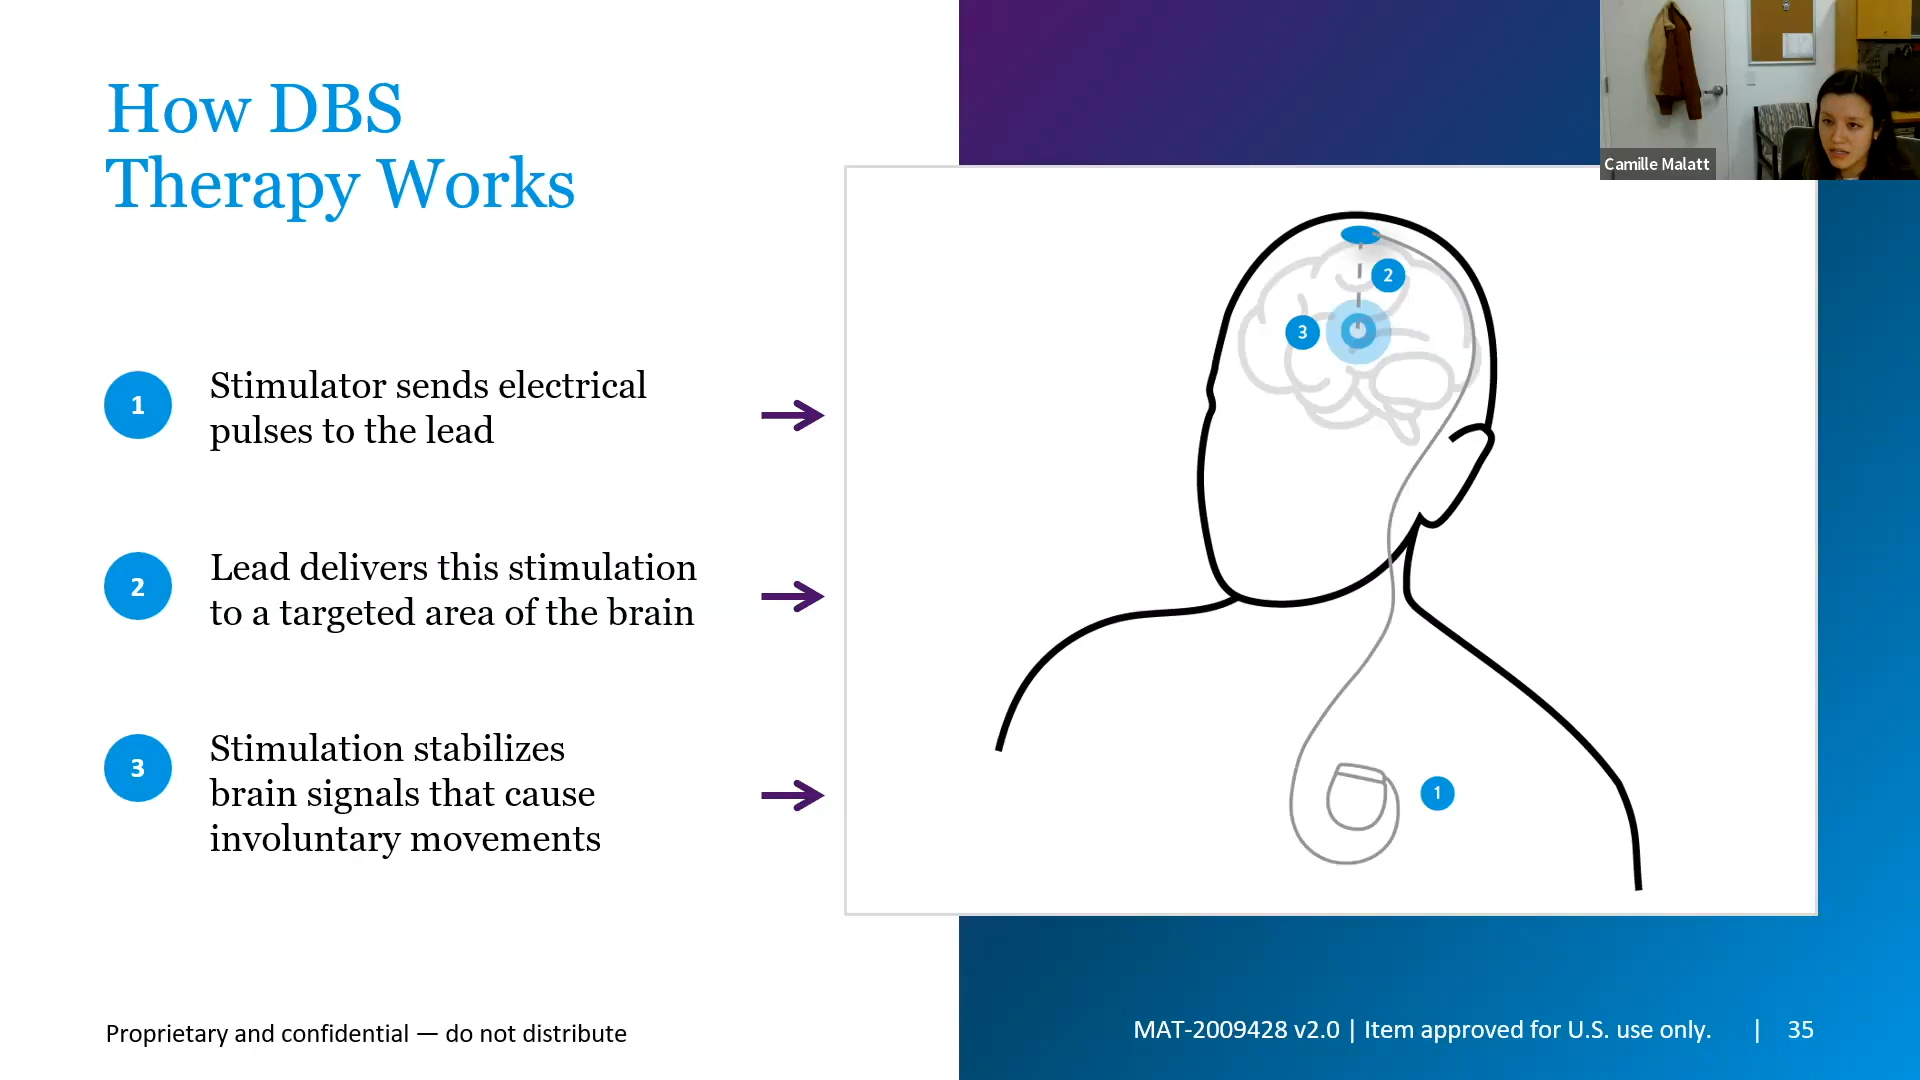 How DBS
Therapy Works
1
Stimulator sends electrical
pulses to the lead
2
Lead delivers this stimulation
to a targeted area of the brain
3
Stimulation stabilizes
brain signals that cause
involuntary movements
2
3
1
Camille Malatt
Proprietary and confidential — do not distribute
MAT-2009428 v2.0 | Item approved for U.S. use only. | 35